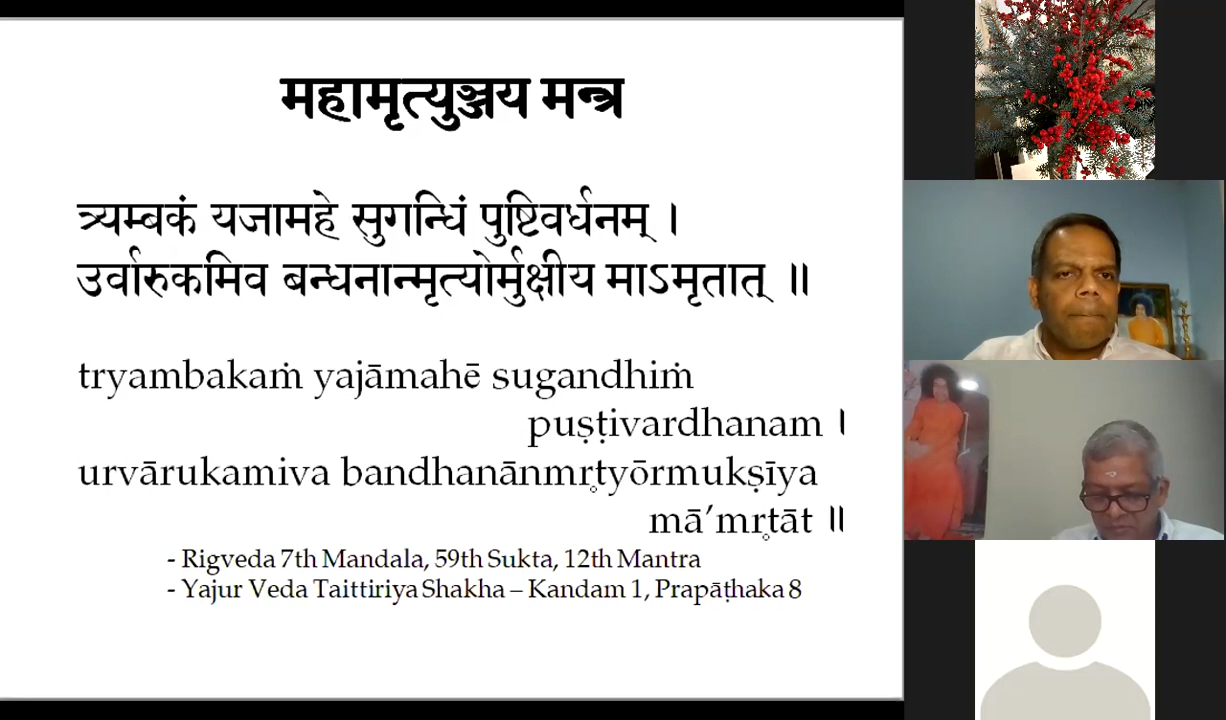 महामृत्युञ्जय मन्त्र
त्र्यम्बकं यजामहे सुगन्धिं पुष्टिवर्धनम् ।
उर्वारुकमिव बन्धनान्मृत्योर्मुक्षीय माऽमृतात् ॥
tryambakaṁ yajāmahē sugandhiṁ
puṣṭivardhanam ।
urvārukamiva bandhanānmr̥tyōrmukṣīya
mā’mr̥tāt ॥
- Rigveda 7th Mandala, 59th Sukta, 12th Mantra
- Yajur Veda Taittiriya Shakha – Kandam 1, Prapāṭhaka 8